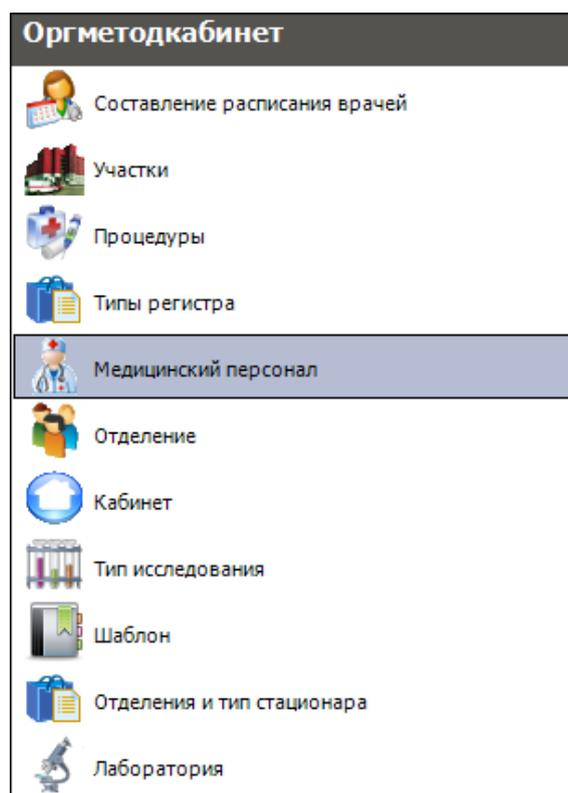 Оргметодкабинет
Составление расписания врачей
Участки
Процедуры
Типы регистра
Медицинский персонал
Отделение
Кабинет
Тип исследования
Шаблон
Отделения и тип стационара
Лаборатория